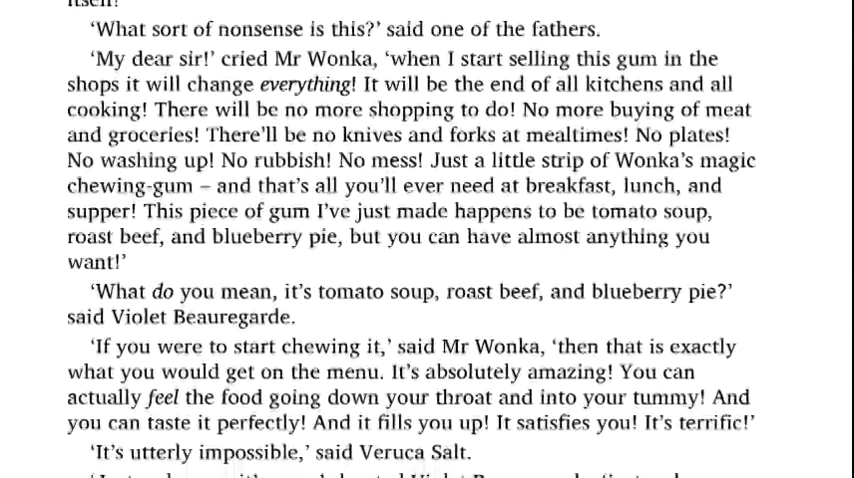 itself!
‘What sort of nonsense is this?’ said one of the fathers.
‘My dear sir!’ cried Mr Wonka, ‘when I start selling this gum in the
shops it will change everything! It will be the end of all kitchens and all
cooking! There will be no more shopping to do! No more buying of meat
and groceries! There’ll be no knives and forks at mealtimes! No plates!
No washing up! No rubbish! No mess! Just a little strip of Wonka’s magic
chewing-gum – and that’s all you’ll ever need at breakfast, lunch, and
supper! This piece of gum I’ve just made happens to be tomato soup,
roast beef, and blueberry pie, but you can have almost anything you
want!’
‘What do you mean, it’s tomato soup, roast beef, and blueberry pie?’
said Violet Beauregarde.
‘If you were to start chewing it,’ said Mr Wonka, ‘then that is exactly
what you would get on the menu. It’s absolutely amazing! You can
actually feel the food going down your throat and into your tummy! And
you can taste it perfectly! And it fills you up! It satisfies you! It’s terrific!’
‘It’s utterly impossible,’ said Veruca Salt.